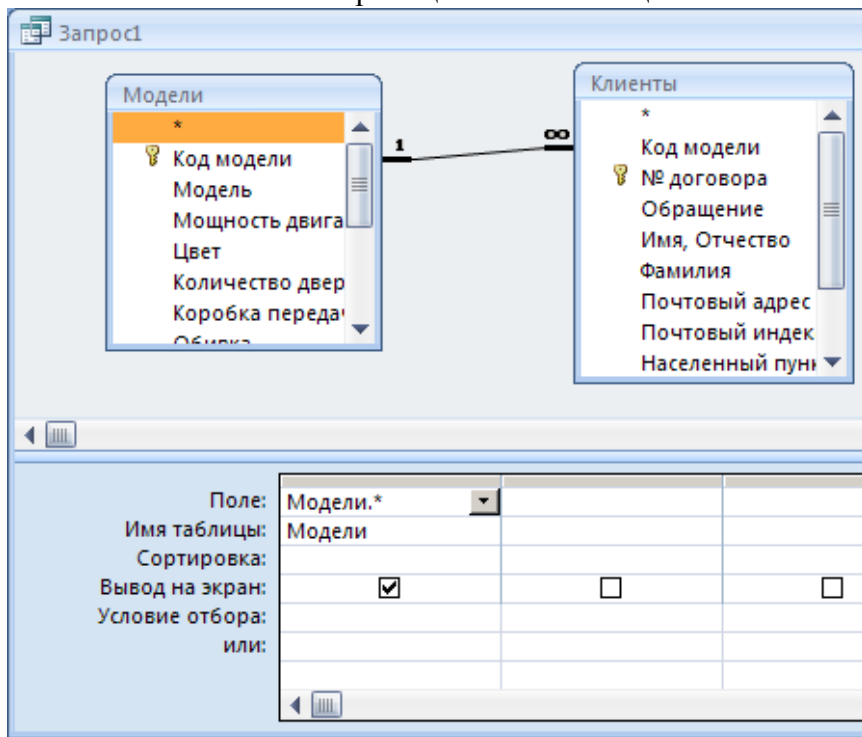 Запрос1
Модели
*
Код модели
Модель
Мощность двига
Цвет
Количество двер
Коробка переда
1
∞
Клиенты
*
Код модели
№ договора
Обращение
Имя, Отчество
Фамилия
Почтовый адрес
Почтовый индек
Населенный пун
Поле: Модели.*
Имя таблицы: Модели
Сортировка:
Вывод на экран:
Условие отбора:
или: